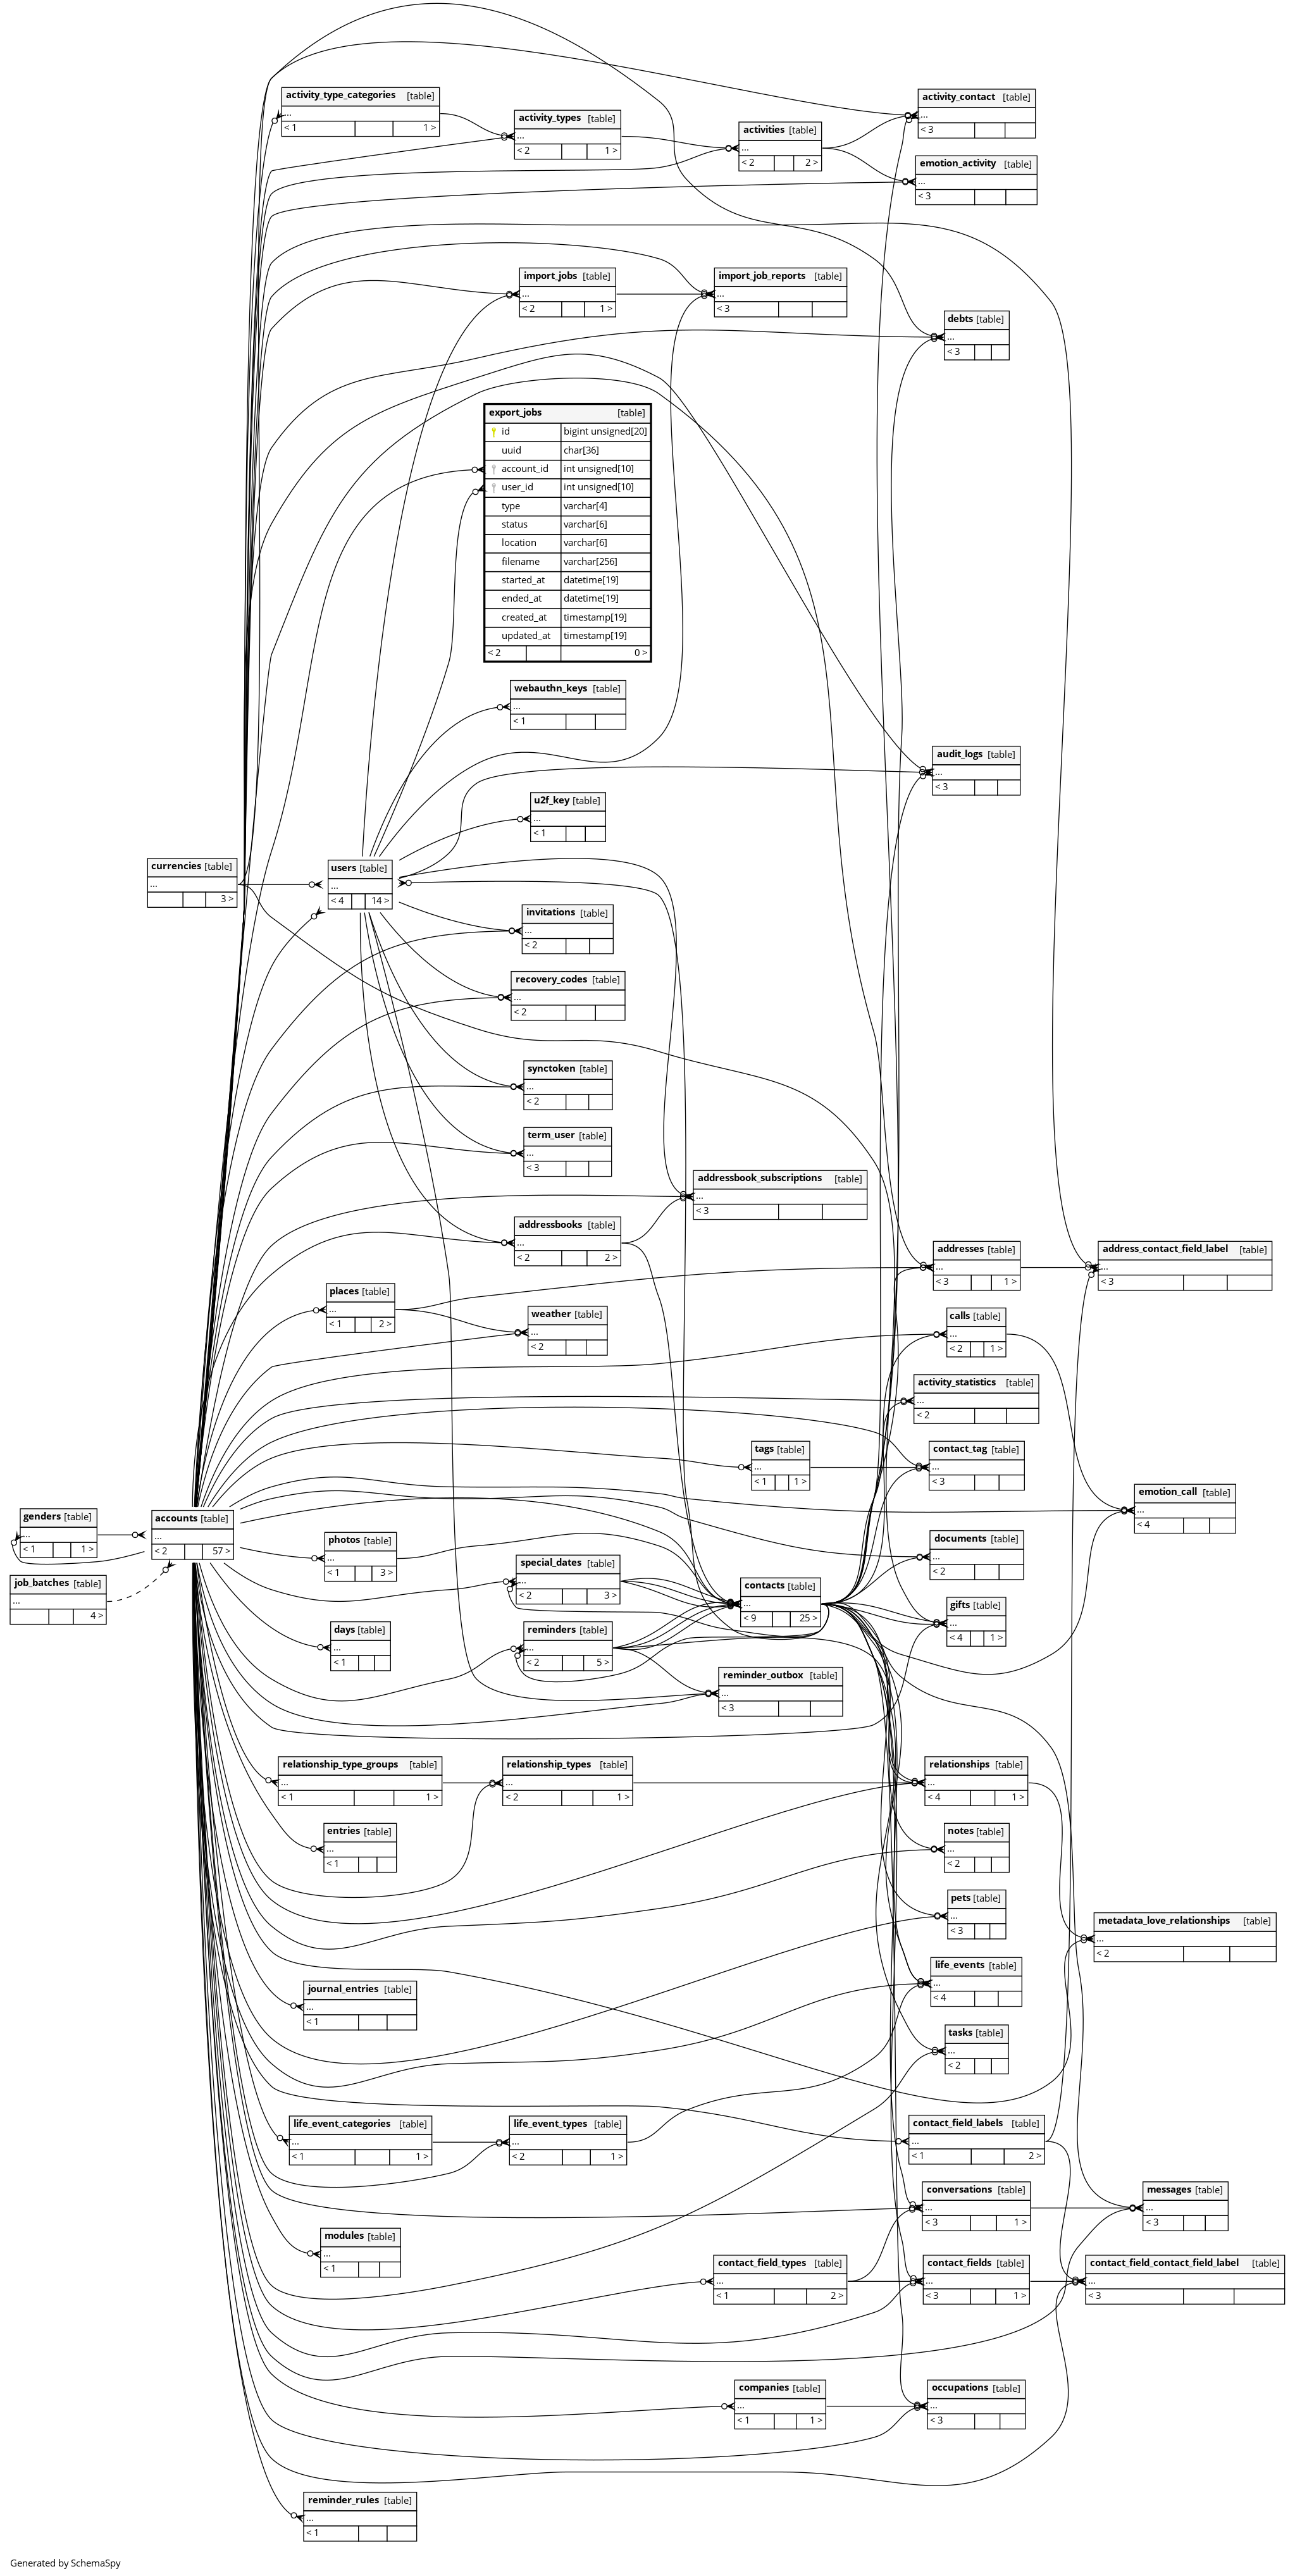 activity_type_categories [table]
...
< 1 1 >
activity_types [table]
...
< 2 1 >
activities [table]
...
< 2 2 >
activity_contact [table]
...
< 3
emotion_activity [table]
...
< 3
import_jobs [table]
...
< 2 1 >
import_job_reports [table]
...
< 3
debts [table]
...
< 3
export_jobs [table]
id bigint unsigned[20]
uuid char[36]
account_id int unsigned[10]
user_id int unsigned[10]
type varchar[4]
status varchar[6]
location varchar[6]
filename varchar[256]
started_at datetime[19]
ended_at datetime[19]
created_at timestamp[19]
updated_at timestamp[19]
< 2 0 >
webauthn_keys [table]
...
< 1
audit_logs [table]
...
< 3
u2f_key [table]
...
< 1
currencies [table]
...
3 >
users [table]
...
< 4 14 >
invitations [table]
...
< 2
recovery_codes [table]
...
< 2
synctoken [table]
...
< 2
term_user [table]
...
< 3
addressbook_subscriptions [table]
...
< 3
addressbooks [table]
...
< 2 2 >
addresses [table]
...
< 3 1 >
address_contact_field_label [table]
...
< 3
places [table]
...
< 1 2 >
weather [table]
...
< 2
calls [table]
...
< 2 1 >
activity_statistics [table]
...
< 2
tags [table]
...
< 1 1 >
contact_tag [table]
...
< 3
emotion_call [table]
...
< 4
genders [table]
...
< 1 1 >
accounts [table]
...
< 2 57 >
job_batches [table]
...
4 >
photos [table]
...
< 1 3 >
special_dates [table]
...
< 2 3 >
contacts [table]
...
< 9 25 >
documents [table]
...
< 2
gifts [table]
...
< 4 1 >
days [table]
...
< 1
reminders [table]
...
< 2 5 >
reminder_outbox [table]
...
< 3
relationship_type_groups [table]
...
< 1 1 >
relationship_types [table]
...
< 2 1 >
relationships [table]
...
< 4 1 >
entries [table]
...
< 1
notes [table]
...
< 2
pets [table]
...
< 3
metadata_love_relationships [table]
...
< 2
life_events [table]
...
< 4
journal_entries [table]
...
< 1
tasks [table]
...
< 2
life_event_categories [table]
...
< 1 1 >
life_event_types [table]
...
< 2 1 >
contact_field_labels [table]
...
< 1 2 >
conversations [table]
...
< 3 1 >
messages [table]
...
< 3
modules [table]
...
< 1
contact_field_types [table]
...
< 1 2 >
contact_fields [table]
...
< 3 1 >
contact_field_contact_field_label [table]
...
< 3
companies [table]
...
< 1 1 >
occupations [table]
...
< 3
reminder_rules [table]
...
< 1
Generated by SchemaSpy